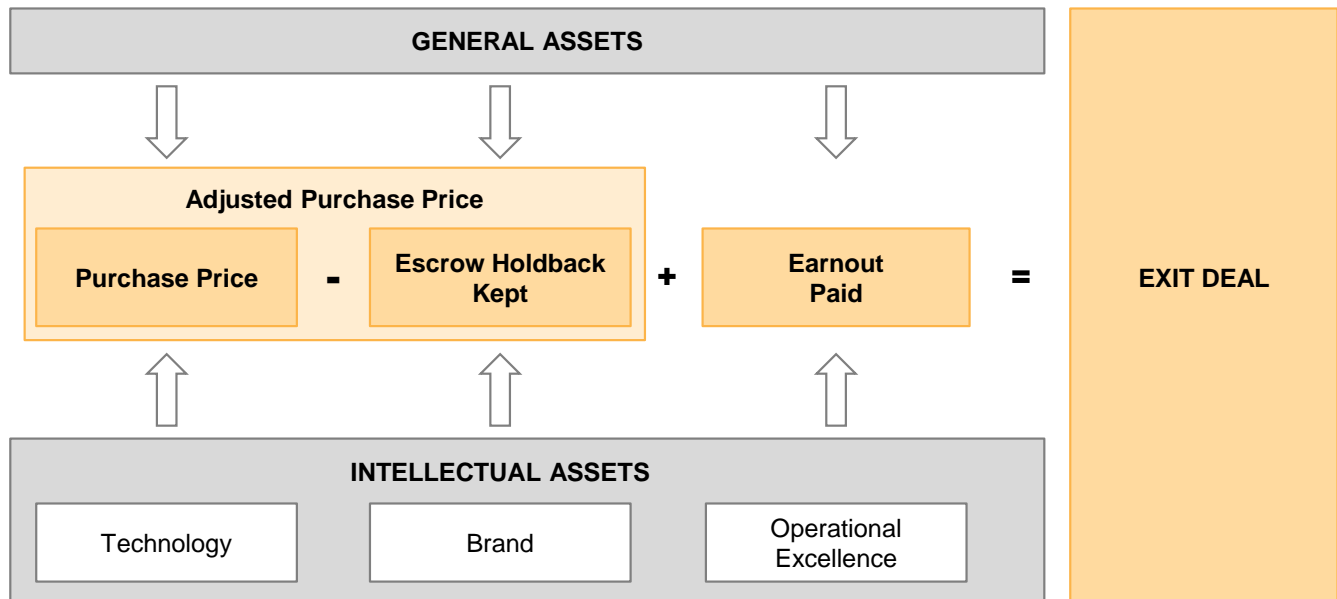 GENERAL ASSETS
Adjusted Purchase Price
Purchase Price
-
Escrow Holdback
Kept
+
Earnout
Paid
=
EXIT DEAL
INTELLECTUAL ASSETS
Technology
Brand
Operational
Excellence